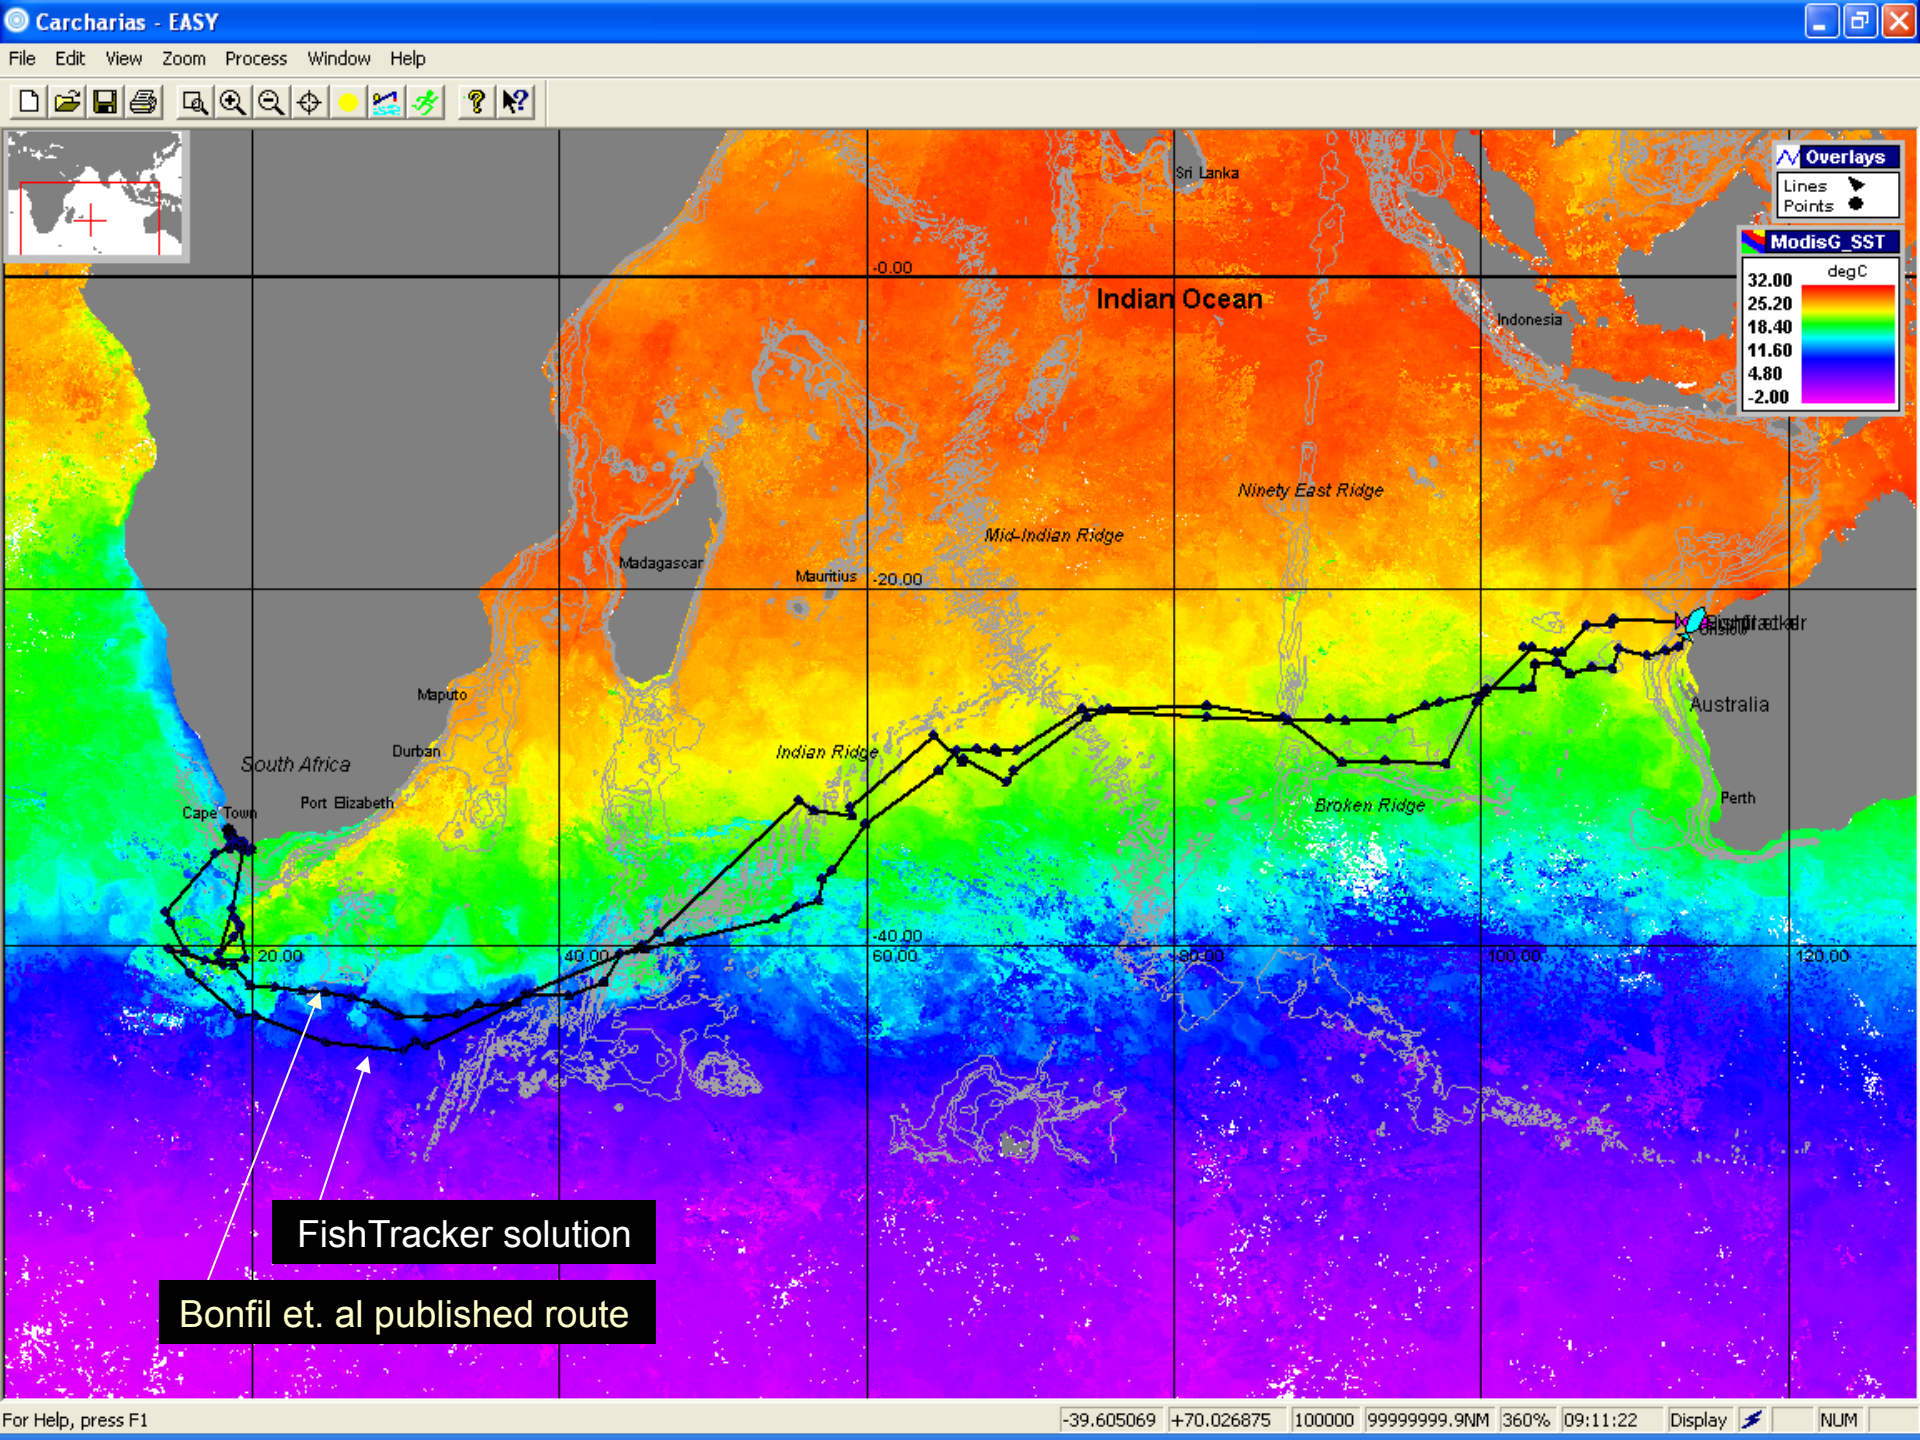 Carcharias - EASY
File Edit View Zoom Process Window Help
Overlays
Lines
Points
ModisG_SST
degC
32.00
25.20
18.40
11.60
4.80
-2.00
Sri Lanka
-0.00
Indian Ocean
Indonesia
Ninety East Ridge
Mid-Indian Ridge
Madagascar
Mauritius
-20.00
Onslow
Maputo
Australia
Durban
Indian Ridge
South Africa
Port Elizabeth
Broken Ridge
Perth
Cape Town
-40.00
20.00
40.00
60.00
80.00
100.00
120.00
FishTracker solution
Bonfil et. al published route
For Help, press F1
-39.605069 +70.026875 100000 99999999.9NM 360% 09:11:22 Display NUM